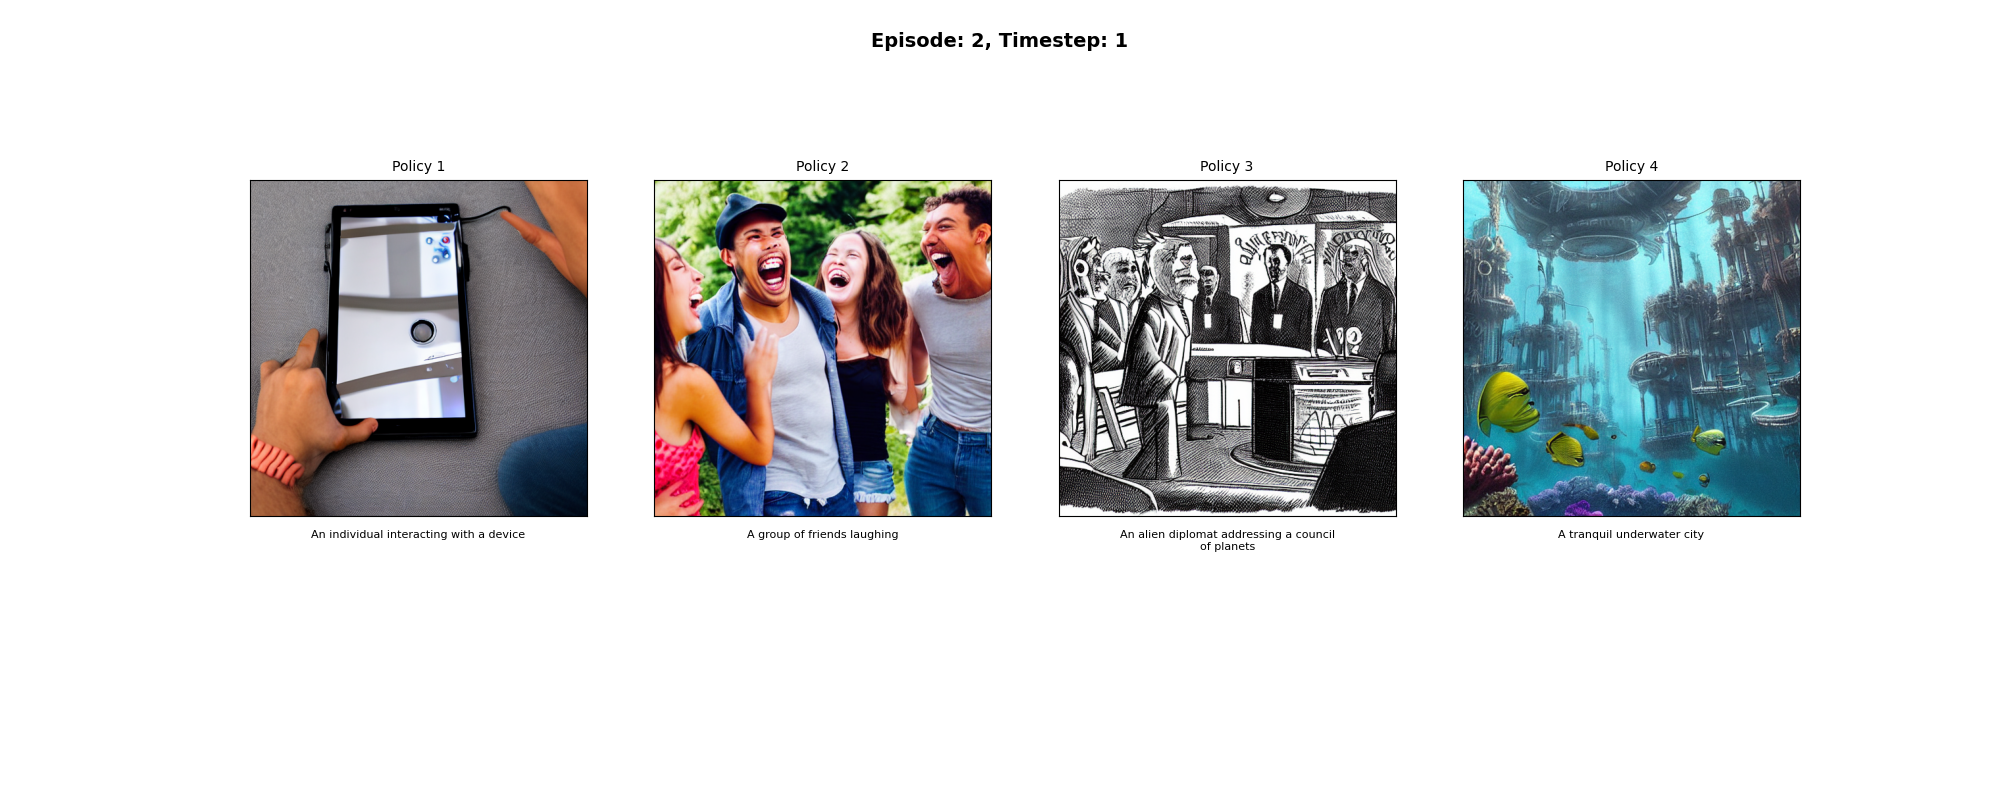 Episode: 2, Timestep: 1
Policy 1
Policy 2
Policy 3
Policy 4
An individual interacting with a device
A group of friends laughing
An alien diplomat addressing a council
of planets
A tranquil underwater city